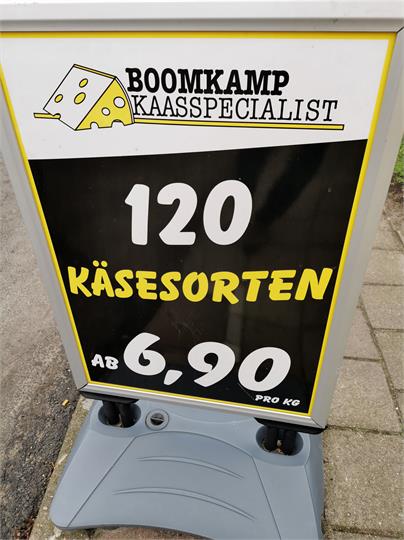 BOOMKAMP
KAASSPECIALIST
120
KÄSESORTEN
AB 6,90
PRO KG